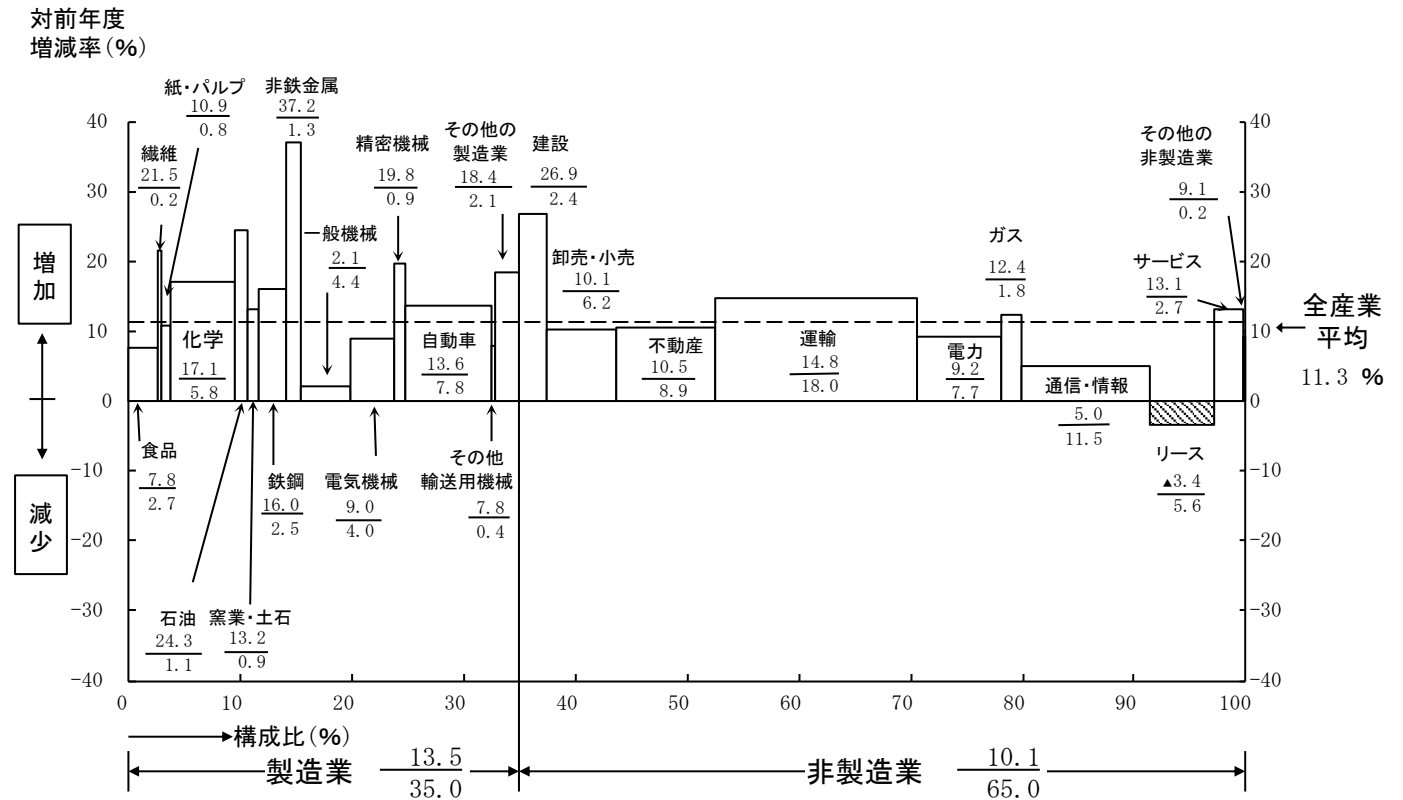 対前年度
増減率(%)
紙・パルプ
10.9
0.8
非鉄金属
37.2
1.3
繊維
21.5
0.2
精密機械
19.8
0.9
その他の
製造業
18.4
2.1
建設
26.9
2.4
その他の
非製造業
9.1
0.2
一般機械
2.1
4.4
卸売・小売
10.1
6.2
ガス
12.4
1.8
サービス
13.1
2.7
40
30
20
10
0
−10
−20
−30
−40
40
30
20
10
0
−10
−20
−30
−40
増
加
減
少
全産業
平均
11.3 %
化学
17.1
5.8
自動車
13.6
7.8
不動産
10.5
8.9
運輸
14.8
18.0
電力
9.2
7.7
通信・情報
5.0
11.5
リース
▲3.4
5.6
食品
7.8
2.7
鉄鋼
16.0
2.5
電気機械
9.0
4.0
その他
輸送用機械
7.8
0.4
石油
24.3
1.1
窯業・土石
13.2
0.9
0 10 20 30 40 50 60 70 80 90 100
構成比(%)
製造業 13.5
35.0
非製造業 10.1
65.0